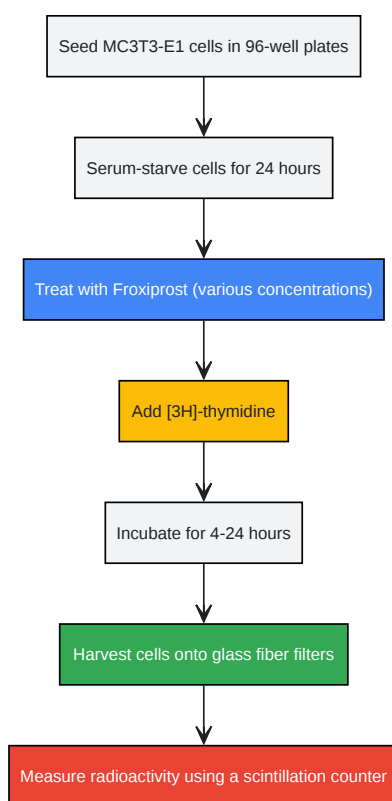 Seed MC3T3-E1 cells in 96-well plates
Serum-starve cells for 24 hours
Treat with Froxiprost (various concentrations)
Add [3H]-thymidine
Incubate for 4-24 hours
Harvest cells onto glass fiber filters
Measure radioactivity using a scintillation counter